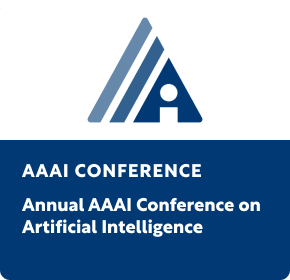 AAAI CONFERENCE
Annual AAAI Conference on
Artificial Intelligence